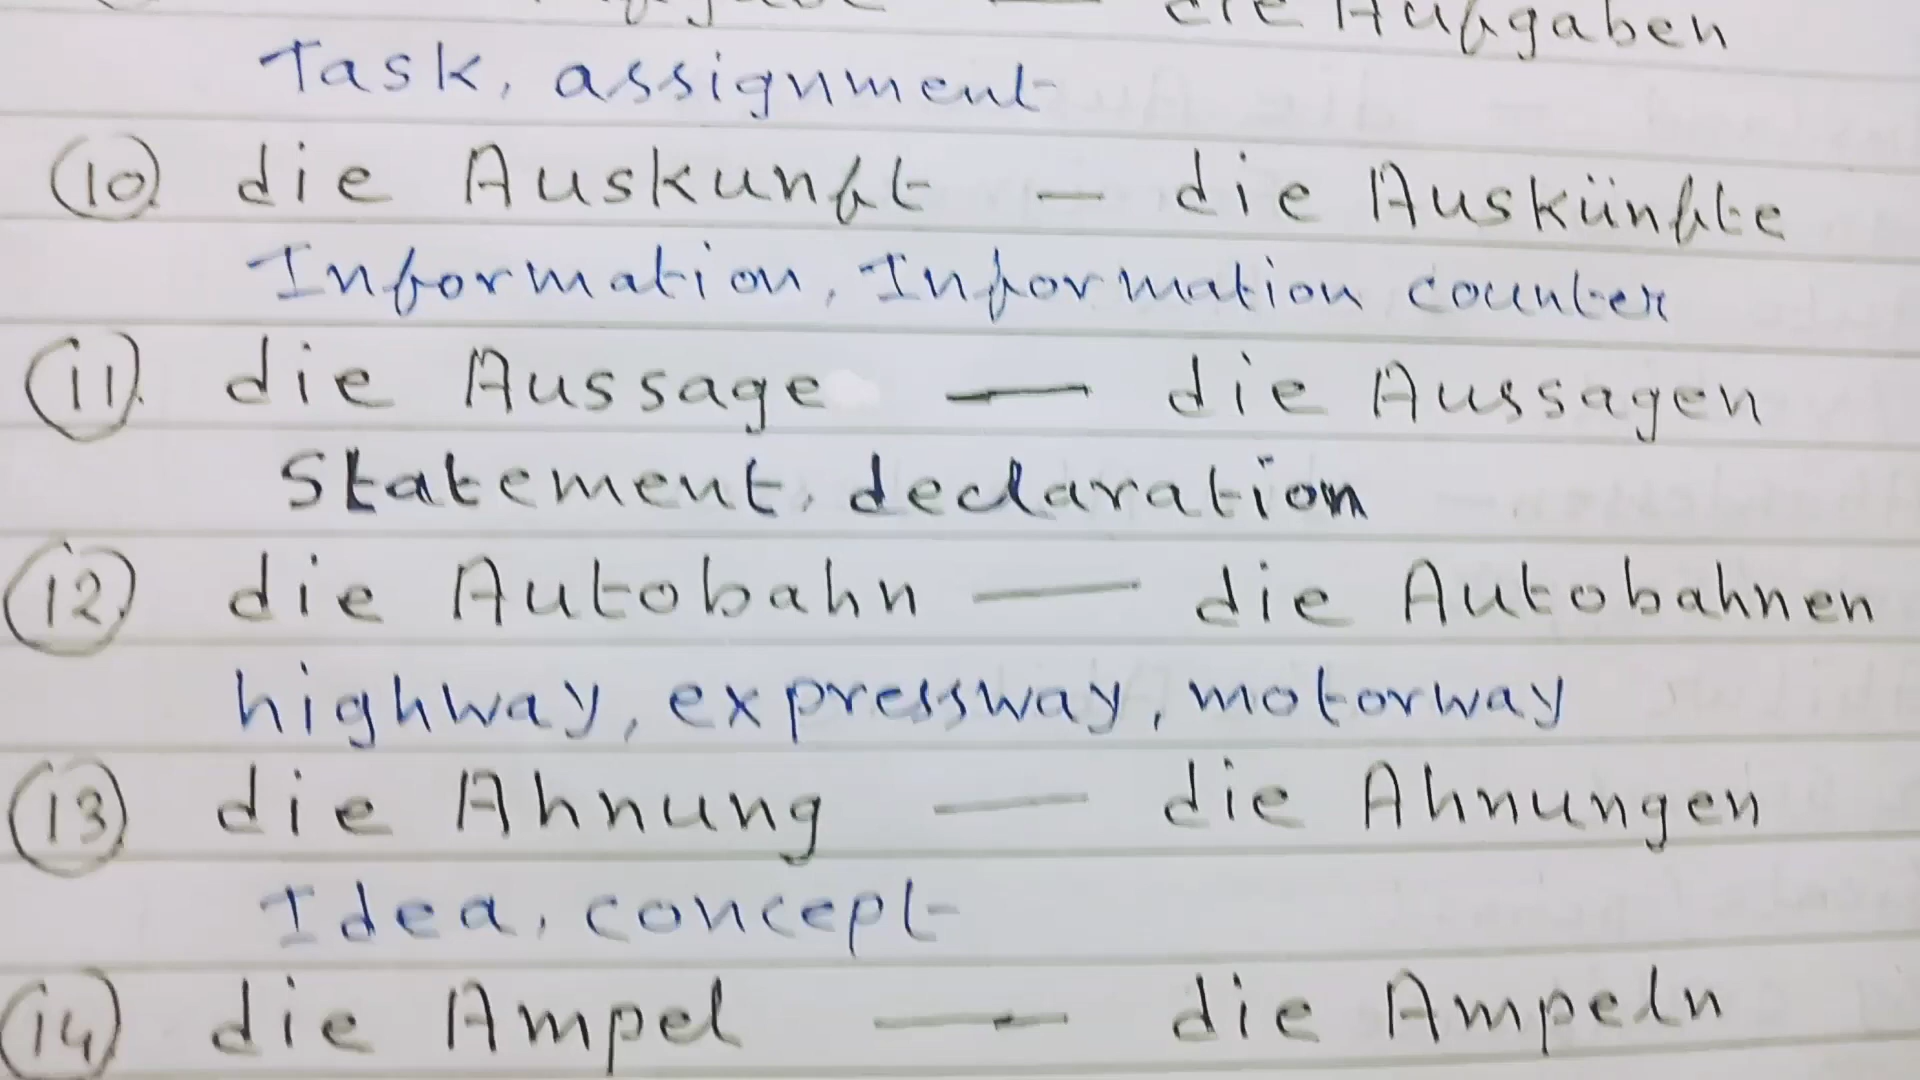 die Aufgaben
Task, assignment
10 die Auskunft — die Auskünfte
Information, Information counter
11. die Aussage — die Aussagen
Statement, declaration
12. die Autobahn — die Autobahnen
highway, expressway, motorway
13 die Ahnung — die Ahnungen
Idea, concept
14 die Ampel — die Ampeln